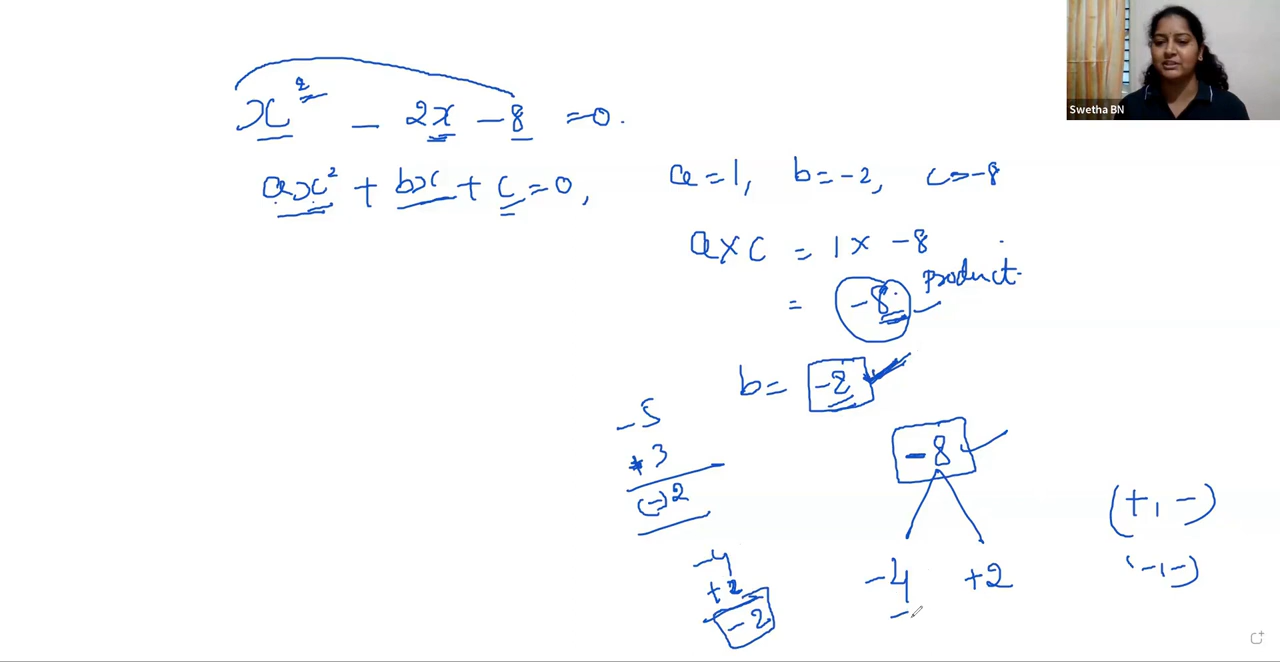 x² - 2x - 8 = 0.
ax² + bx + c = 0, a = 1, b = -2, c = -8
a × c = 1 × -8
= -8 product.
b = -2
-5
+3
(-)2
-8
-4 +2
-4
+2
-2
(+, -)
(-, -)
Swetha BN